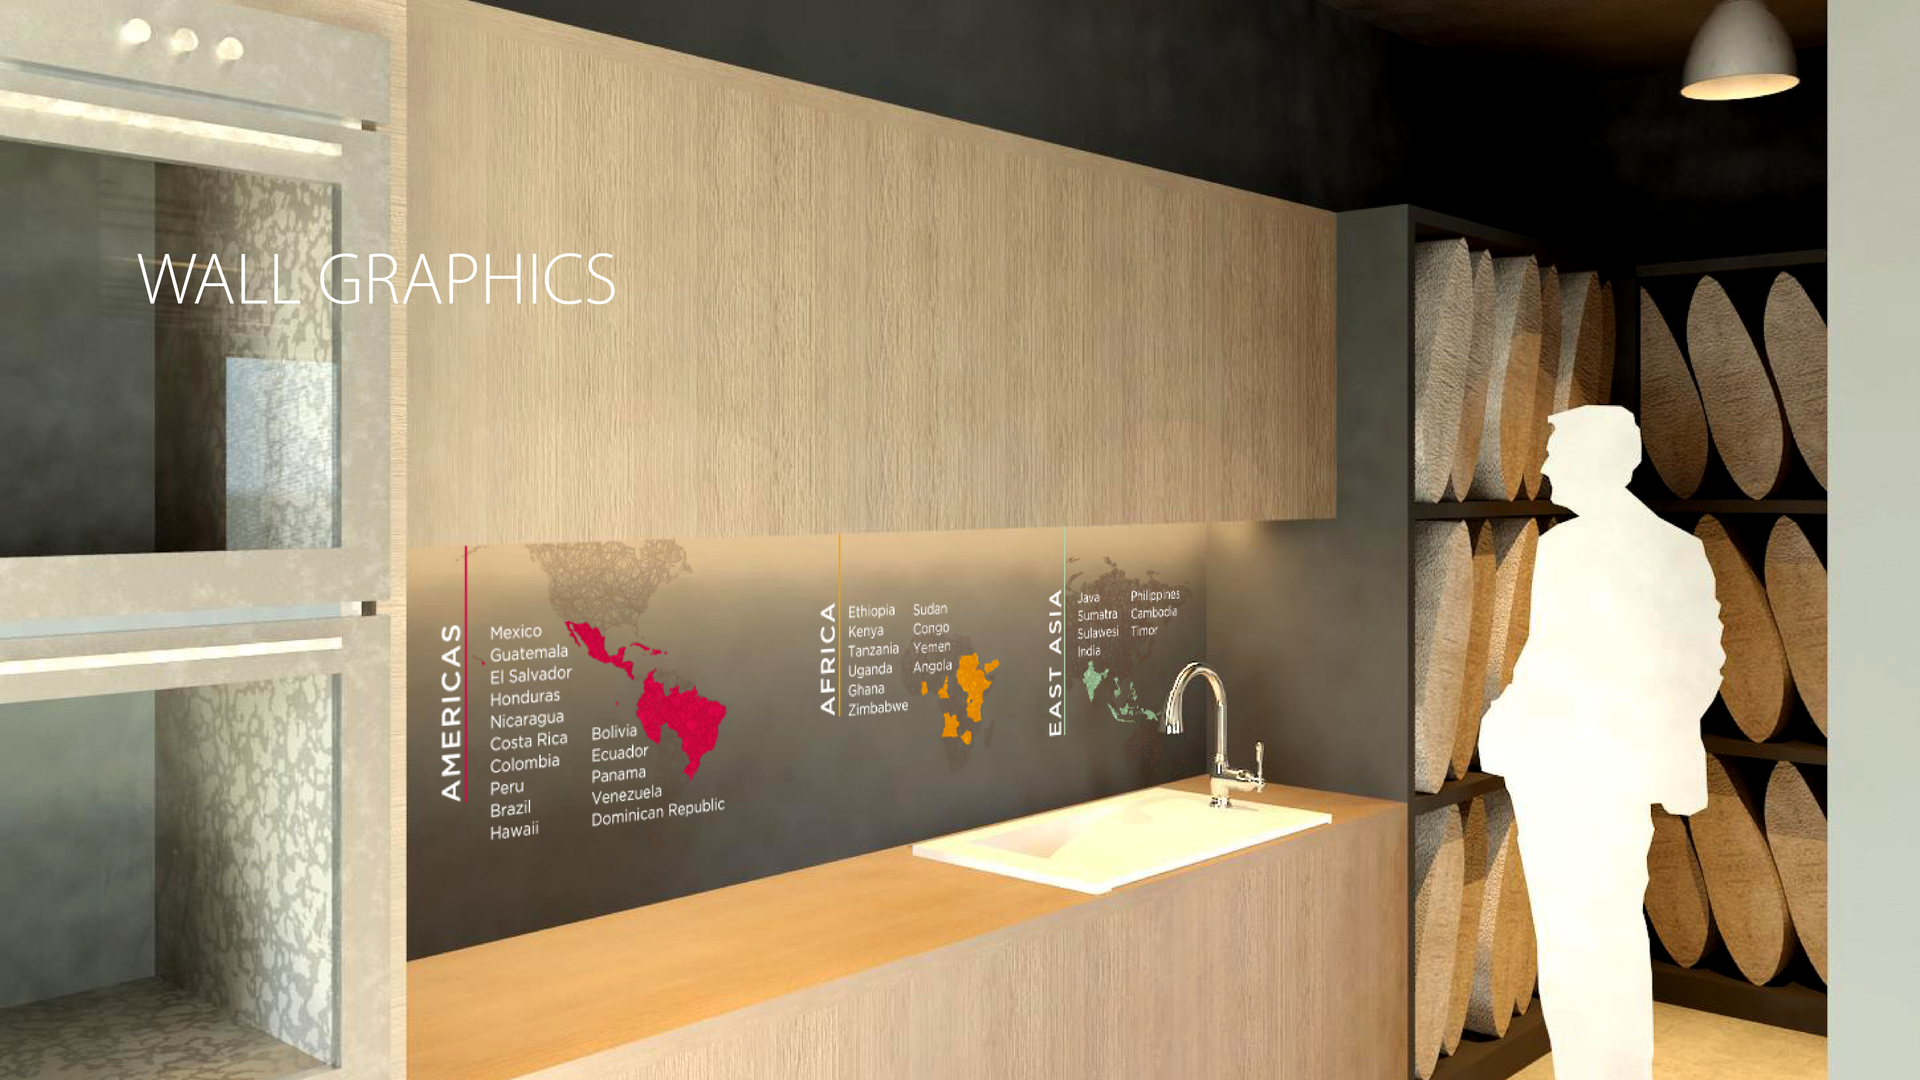 WALL GRAPHICS
AMERICAS
Mexico
Guatemala
El Salvador
Honduras
Nicaragua
Costa Rica
Colombia
Peru
Brazil
Hawaii
Bolivia
Ecuador
Panama
Venezuela
Dominican Republic
AFRICA
Ethiopia
Kenya
Tanzania
Uganda
Ghana
Zimbabwe
Sudan
Congo
Yemen
Angola
EAST ASIA
Java
Sumatra
Sulawesi
India
Philippines
Cambodia
Timor